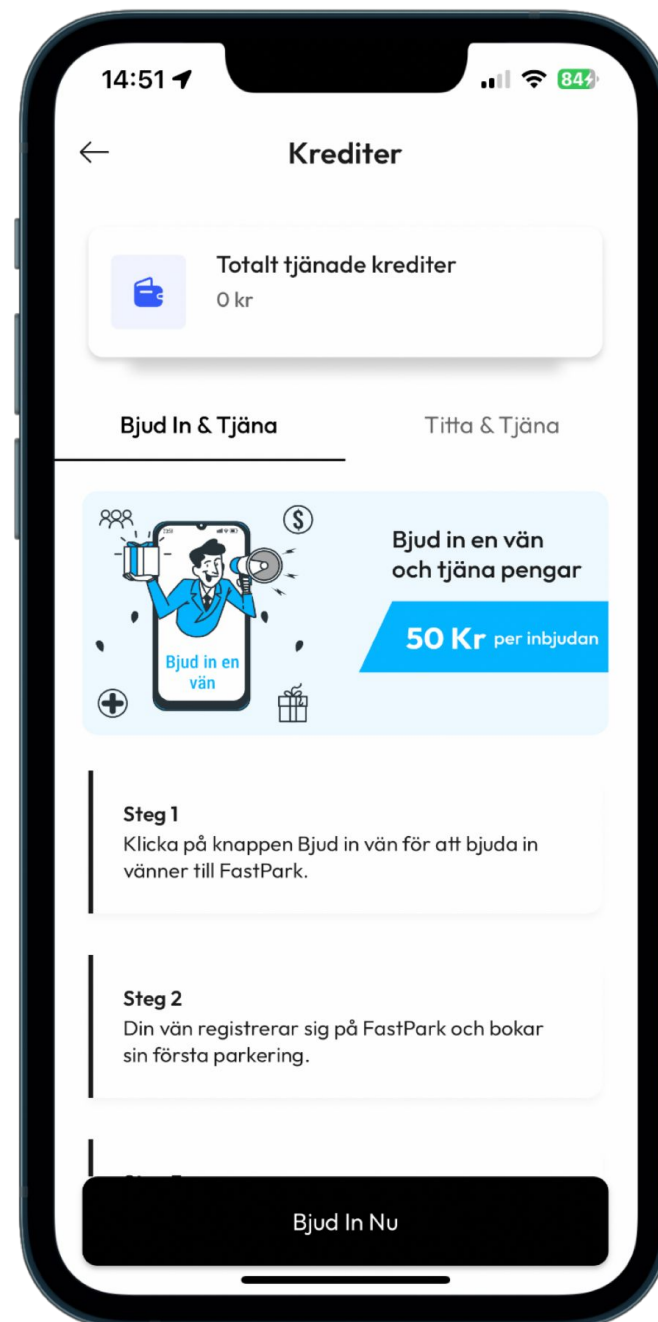 14:51
84
Krediter
Totalt tjänade krediter
0 kr
Bjud In & Tjäna
Titta & Tjäna
$
Bjud in en
vän
Bjud in en vän
och tjäna pengar
50 Kr per inbjudan
Steg 1
Klicka på knappen Bjud in vän för att bjuda in
vänner till FastPark.
Steg 2
Din vän registrerar sig på FastPark och bokar
sin första parkering.
Bjud In Nu